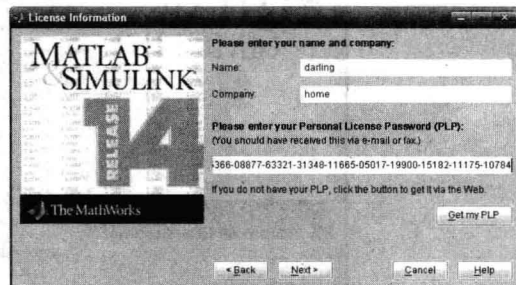 License Information
MATLAB®
& SIMULINK®
RELEASE
14
The MathWorks
Please enter your name and company:
Name: darling
Company: home
Please enter your Personal License Password (PLP):
(You should have received this via e-mail or fax.)
366-08877-63321-31348-11665-05017-19900-15182-11175-10784
If you do not have your PLP, click the button to get it via the Web.
Get my PLP
< Back Next > Cancel Help